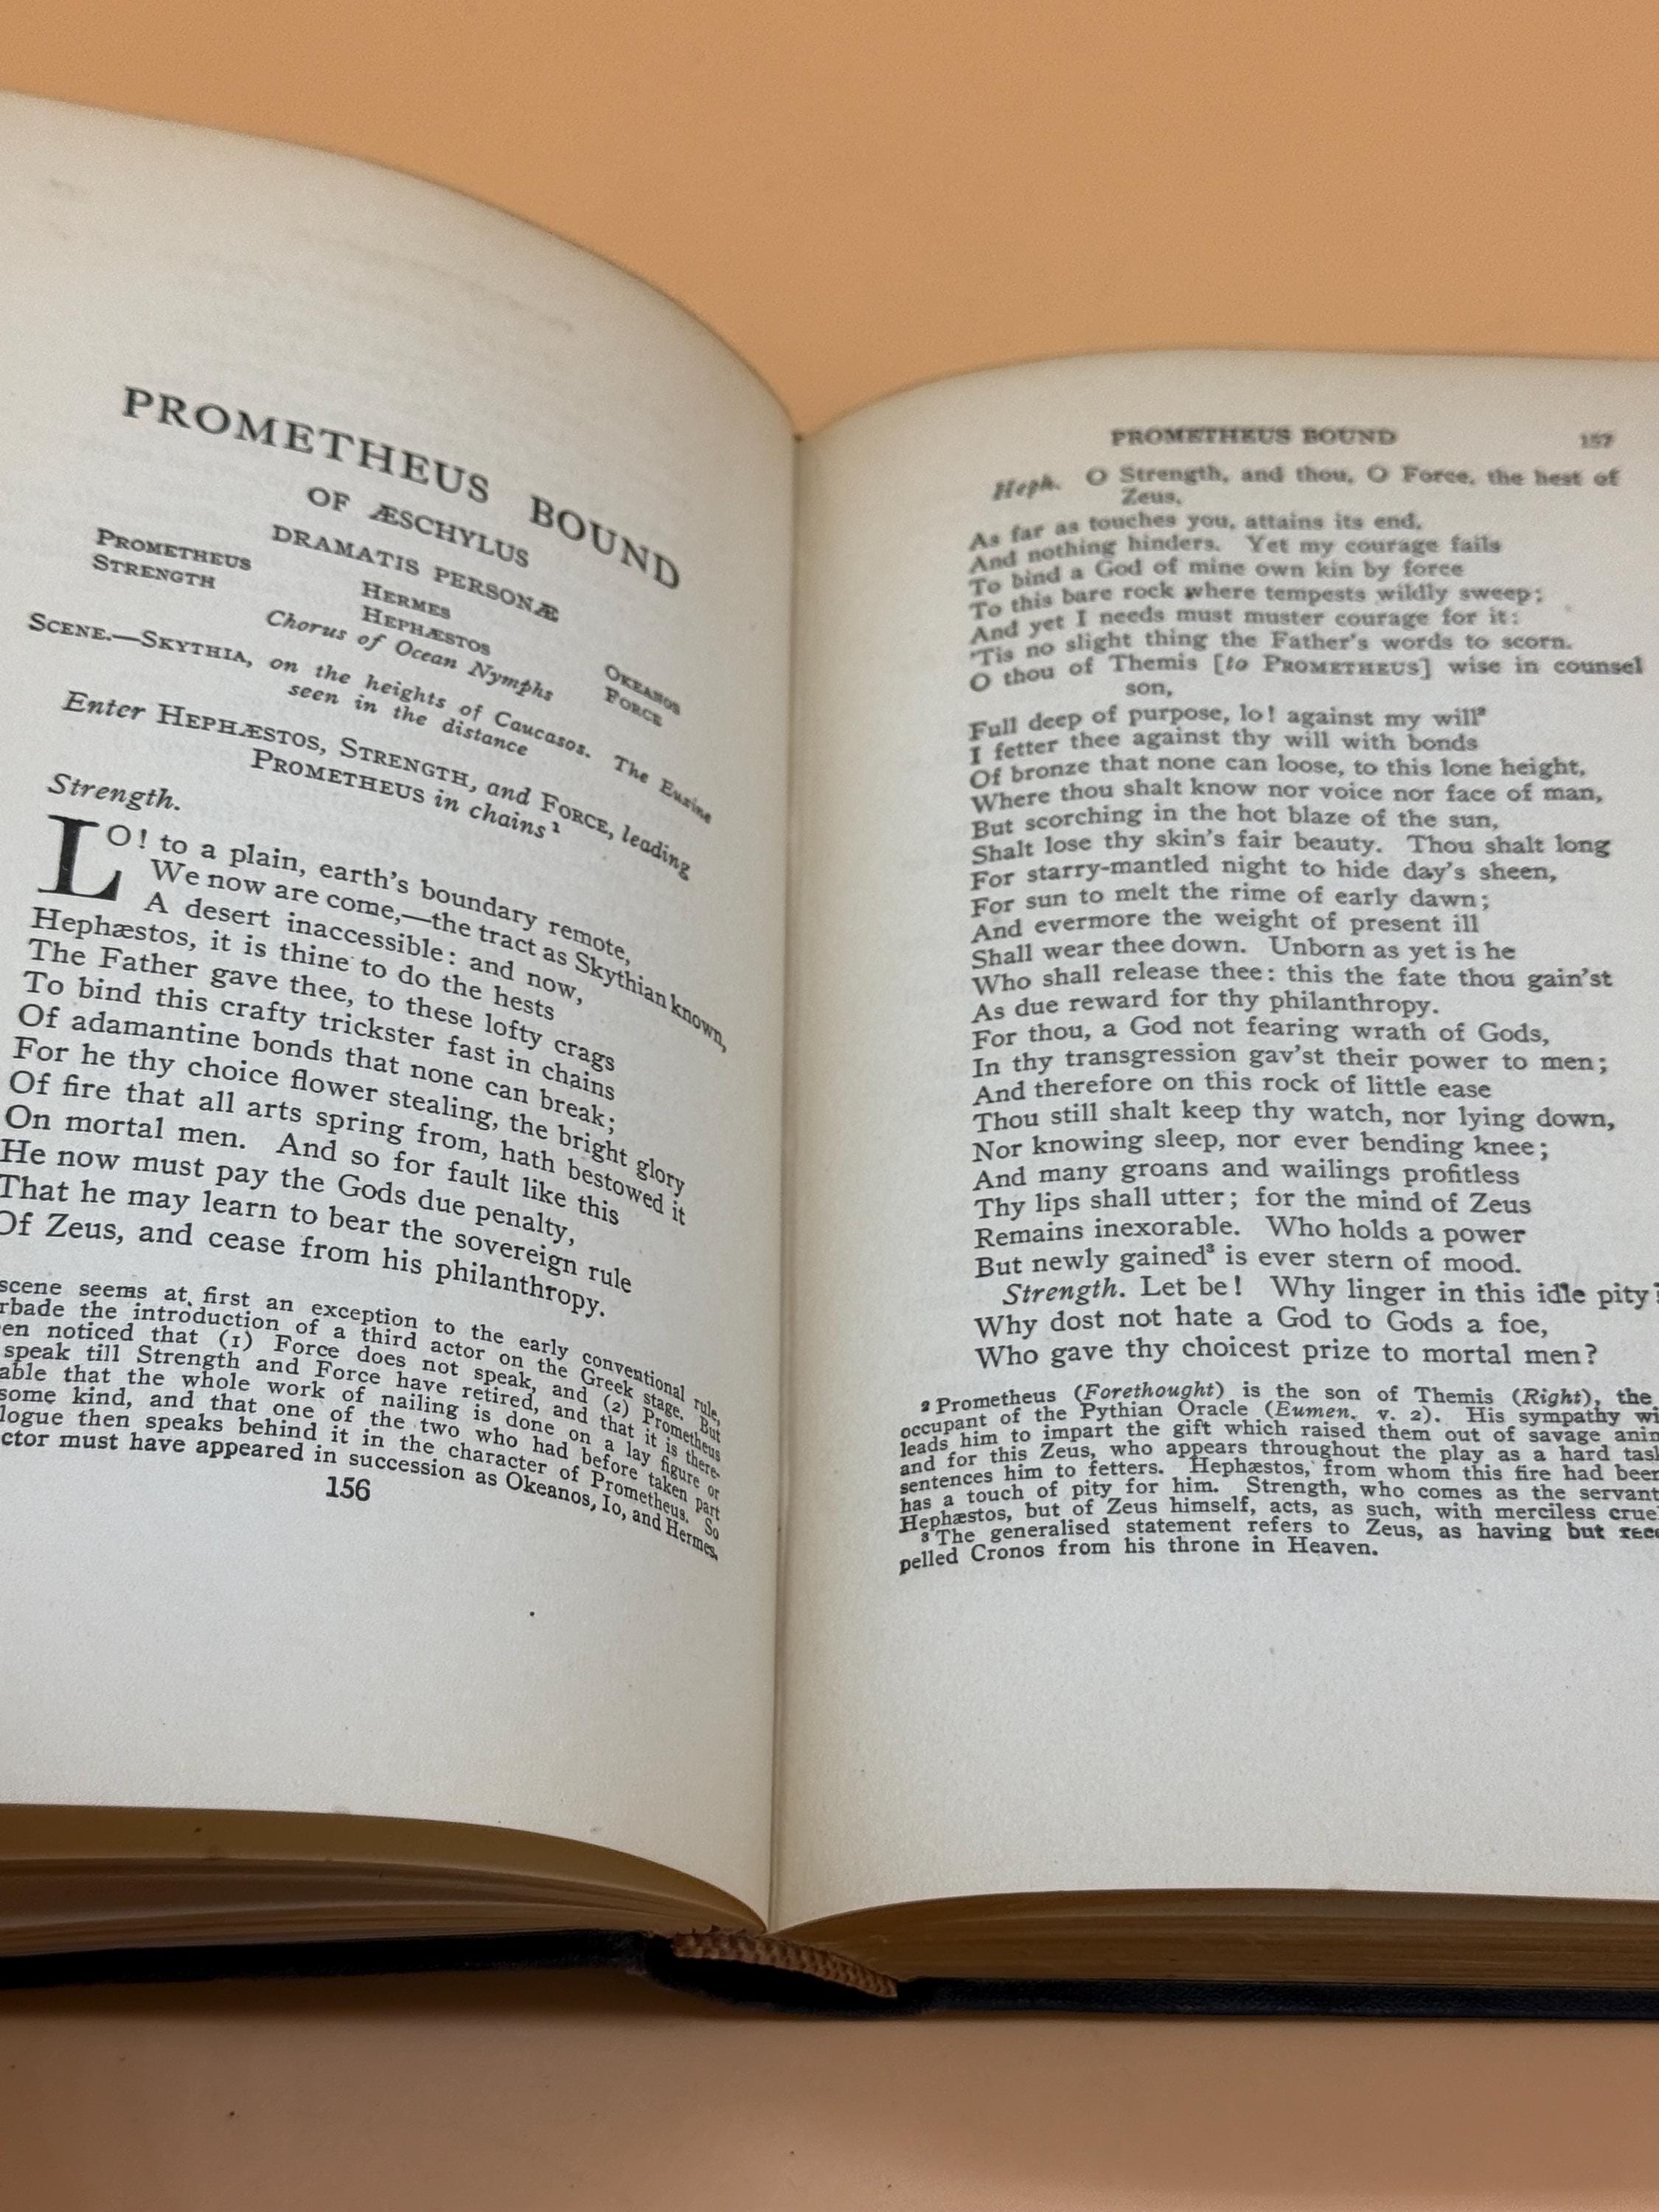 PROMETHEUS BOUND
OF ÆSCHYLUS
DRAMATIS PERSONÆ
PROMETHEUS HERMES OKEANOS
STRENGTH HEPHÆSTOS FORCE
Chorus of Ocean Nymphs
SCENE.—SKYTHIA, on the heights of Caucasos. The Euxine
seen in the distance
Enter HEPHÆSTOS, STRENGTH, and FORCE, leading
PROMETHEUS in chains¹
Strength.
LO! to a plain, earth's boundary remote,
We now are come,—the tract as Skythian known,
A desert inaccessible: and now,
Hephæstos, it is thine to do the hests
The Father gave thee, to these lofty crags
To bind this crafty trickster fast in chains
Of adamantine bonds that none can break;
For he thy choice flower stealing, the bright glory
Of fire that all arts spring from, hath bestowed it
On mortal men. And so for fault like this
He now must pay the Gods due penalty,
That he may learn to bear the sovereign rule
Of Zeus, and cease from his philanthropy.
scene seems at first an exception to the early conventional rule,
rbade the introduction of a third actor on the Greek stage. But
en noticed that (1) Force does not speak, and (2) Prometheus
speak till Strength and Force have retired, and that it is there-
able that the whole work of nailing is done on a lay figure or
some kind, and that one of the two who had before taken part
logue then speaks behind it in the character of Prometheus. So
ctor must have appeared in succession as Okeanos, Io, and Hermes.
156
PROMETHEUS BOUND 157
Heph. O Strength, and thou, O Force, the hest of
Zeus,
As far as touches you, attains its end,
And nothing hinders. Yet my courage fails
To bind a God of mine own kin by force
To this bare rock where tempests wildly sweep;
And yet I needs must muster courage for it:
'Tis no slight thing the Father's words to scorn.
O thou of Themis [to PROMETHEUS] wise in counsel
son,
Full deep of purpose, lo! against my will²
I fetter thee against thy will with bonds
Of bronze that none can loose, to this lone height,
Where thou shalt know nor voice nor face of man,
But scorching in the hot blaze of the sun,
Shalt lose thy skin's fair beauty. Thou shalt long
For starry-mantled night to hide day's sheen,
For sun to melt the rime of early dawn;
And evermore the weight of present ill
Shall wear thee down. Unborn as yet is he
Who shall release thee: this the fate thou gain'st
As due reward for thy philanthropy.
For thou, a God not fearing wrath of Gods,
In thy transgression gav'st their power to men;
And therefore on this rock of little ease
Thou still shalt keep thy watch, nor lying down,
Nor knowing sleep, nor ever bending knee;
And many groans and wailings profitless
Thy lips shall utter; for the mind of Zeus
Remains inexorable. Who holds a power
But newly gained³ is ever stern of mood.
Strength. Let be! Why linger in this idle pity?
Why dost not hate a God to Gods a foe,
Who gave thy choicest prize to mortal men?
² Prometheus (Forethought) is the son of Themis (Right), the
occupant of the Pythian Oracle (Eumen. v. 2). His sympathy wi
leads him to impart the gift which raised them out of savage anim
and for this Zeus, who appears throughout the play as a hard task
sentences him to fetters. Hephæstos, from whom this fire had been
has a touch of pity for him. Strength, who comes as the servant
Hephæstos, but of Zeus himself, acts, as such, with merciless crue
³ The generalised statement refers to Zeus, as having but rece
pelled Cronos from his throne in Heaven.